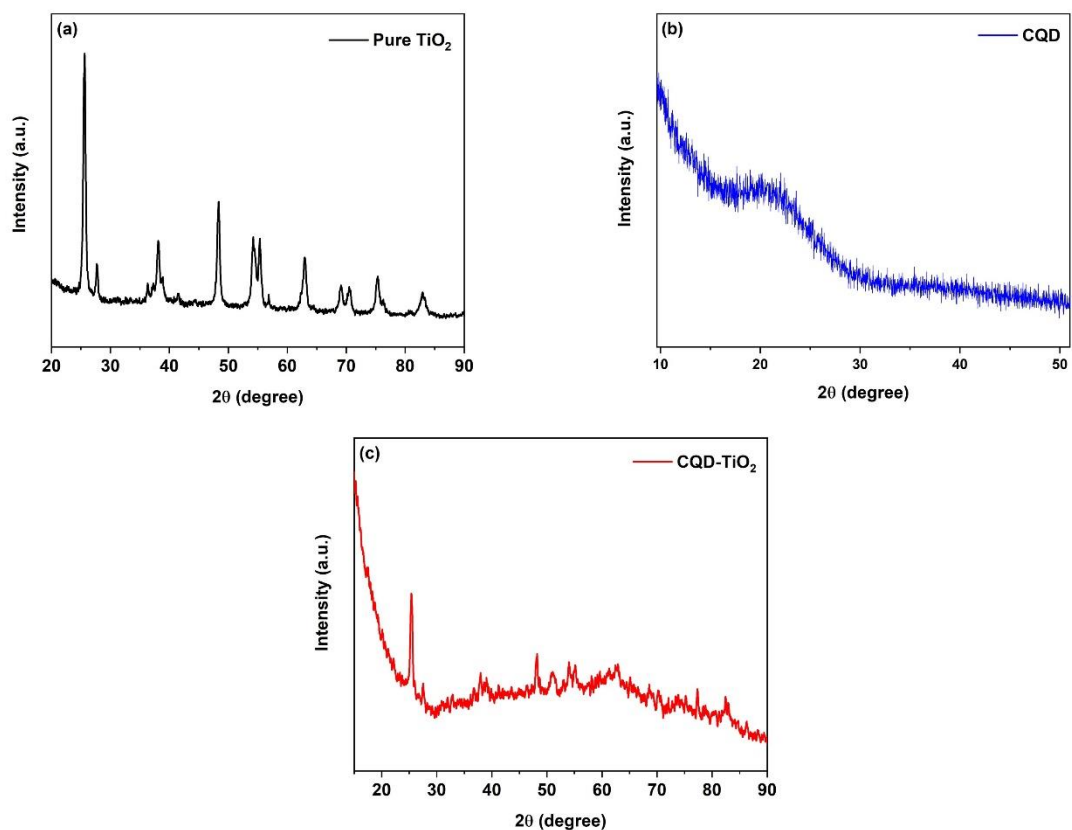 (a)
Pure TiO₂
Intensity (a.u.)
20 30 40 50 60 70 80 90
2θ (degree)
(b)
CQD
Intensity (a.u.)
10 20 30 40 50
2θ (degree)
(c)
CQD-TiO₂
Intensity (a.u.)
20 30 40 50 60 70 80 90
2θ (degree)